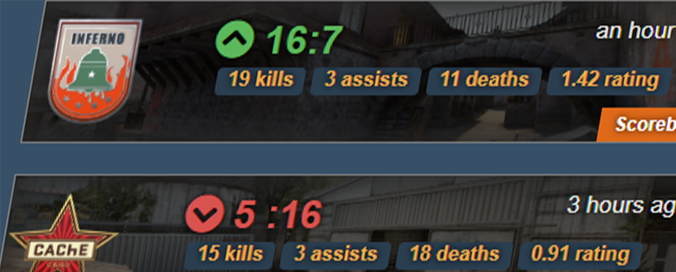 INFERNO
16:7
an hour
19 kills 3 assists 11 deaths 1.42 rating
Scoreb
CACHE
5 :16
3 hours ag
15 kills 3 assists 18 deaths 0.91 rating